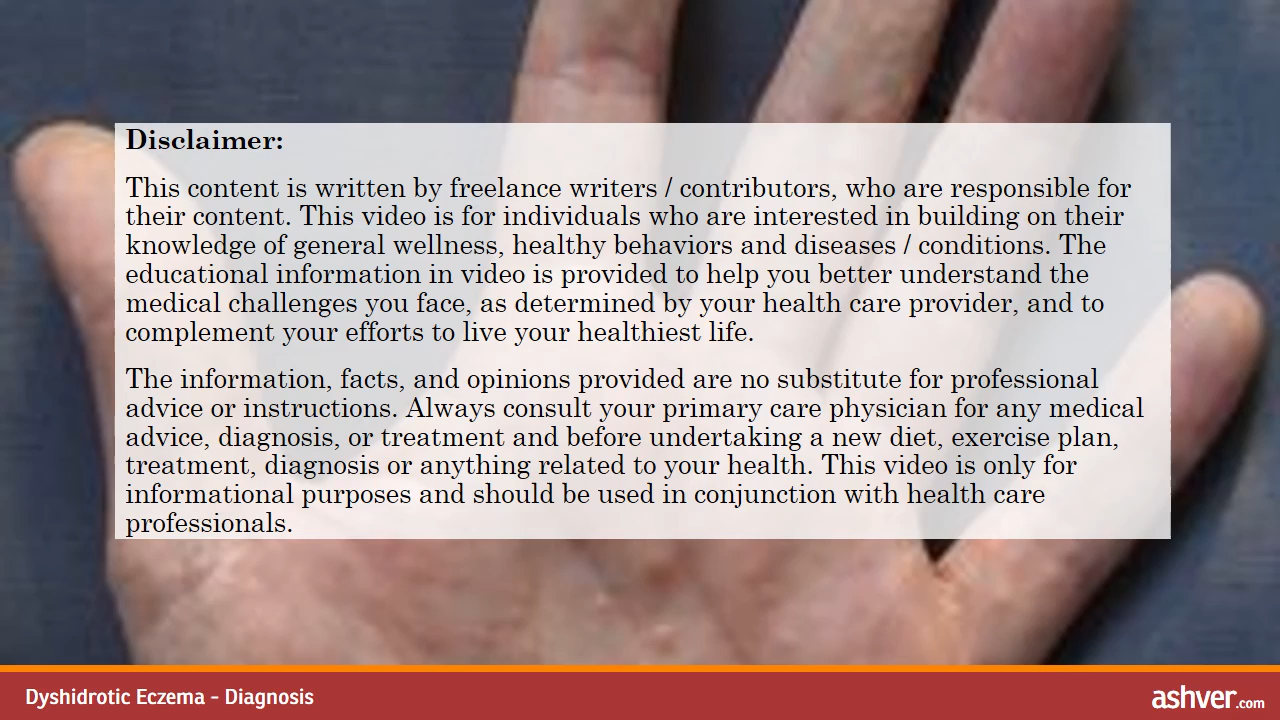 Disclaimer:
This content is written by freelance writers / contributors, who are responsible for
their content. This video is for individuals who are interested in building on their
knowledge of general wellness, healthy behaviors and diseases / conditions. The
educational information in video is provided to help you better understand the
medical challenges you face, as determined by your health care provider, and to
complement your efforts to live your healthiest life.
The information, facts, and opinions provided are no substitute for professional
advice or instructions. Always consult your primary care physician for any medical
advice, diagnosis, or treatment and before undertaking a new diet, exercise plan,
treatment, diagnosis or anything related to your health. This video is only for
informational purposes and should be used in conjunction with health care
professionals.
Dyshidrotic Eczema - Diagnosis
ashver.com